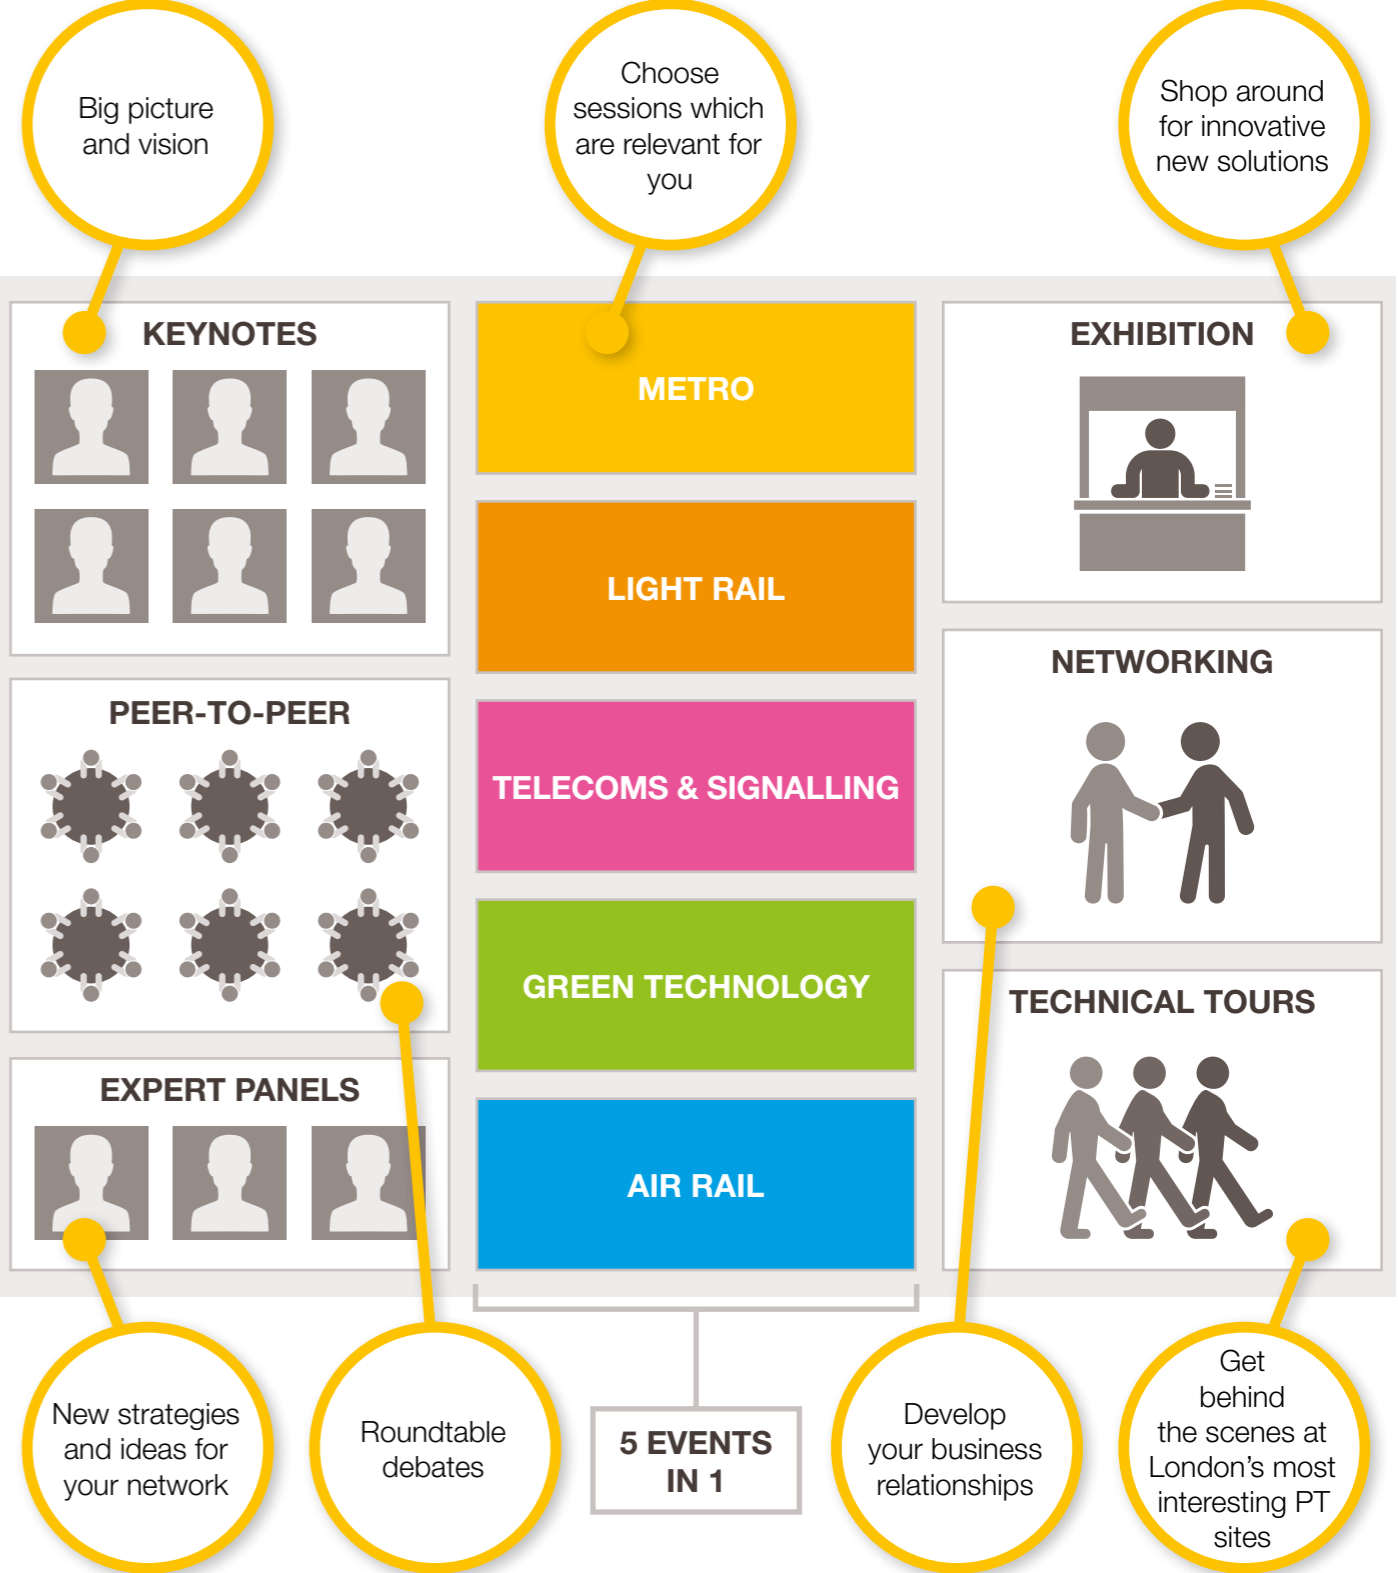 Big picture
and vision
Choose
sessions which
are relevant for
you
Shop around
for innovative
new solutions
KEYNOTES
METRO
EXHIBITION
LIGHT RAIL
NETWORKING
PEER-TO-PEER
TELECOMS & SIGNALLING
GREEN TECHNOLOGY
TECHNICAL TOURS
EXPERT PANELS
AIR RAIL
New strategies
and ideas for
your network
Roundtable
debates
5 EVENTS
IN 1
Develop
your business
relationships
Get
behind
the scenes at
London’s most
interesting PT
sites